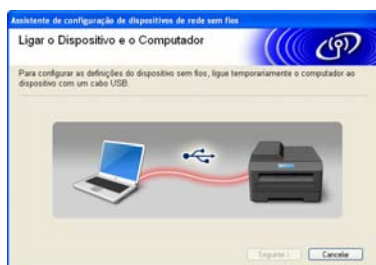 Assistente de configuração de dispositivos de rede sem fios
Ligar o Dispositivo e o Computador
Para configurar as definições do dispositivo sem fios, ligue temporariamente o computador ao
dispositivo com um cabo USB.
Seguinte >
Cancelar